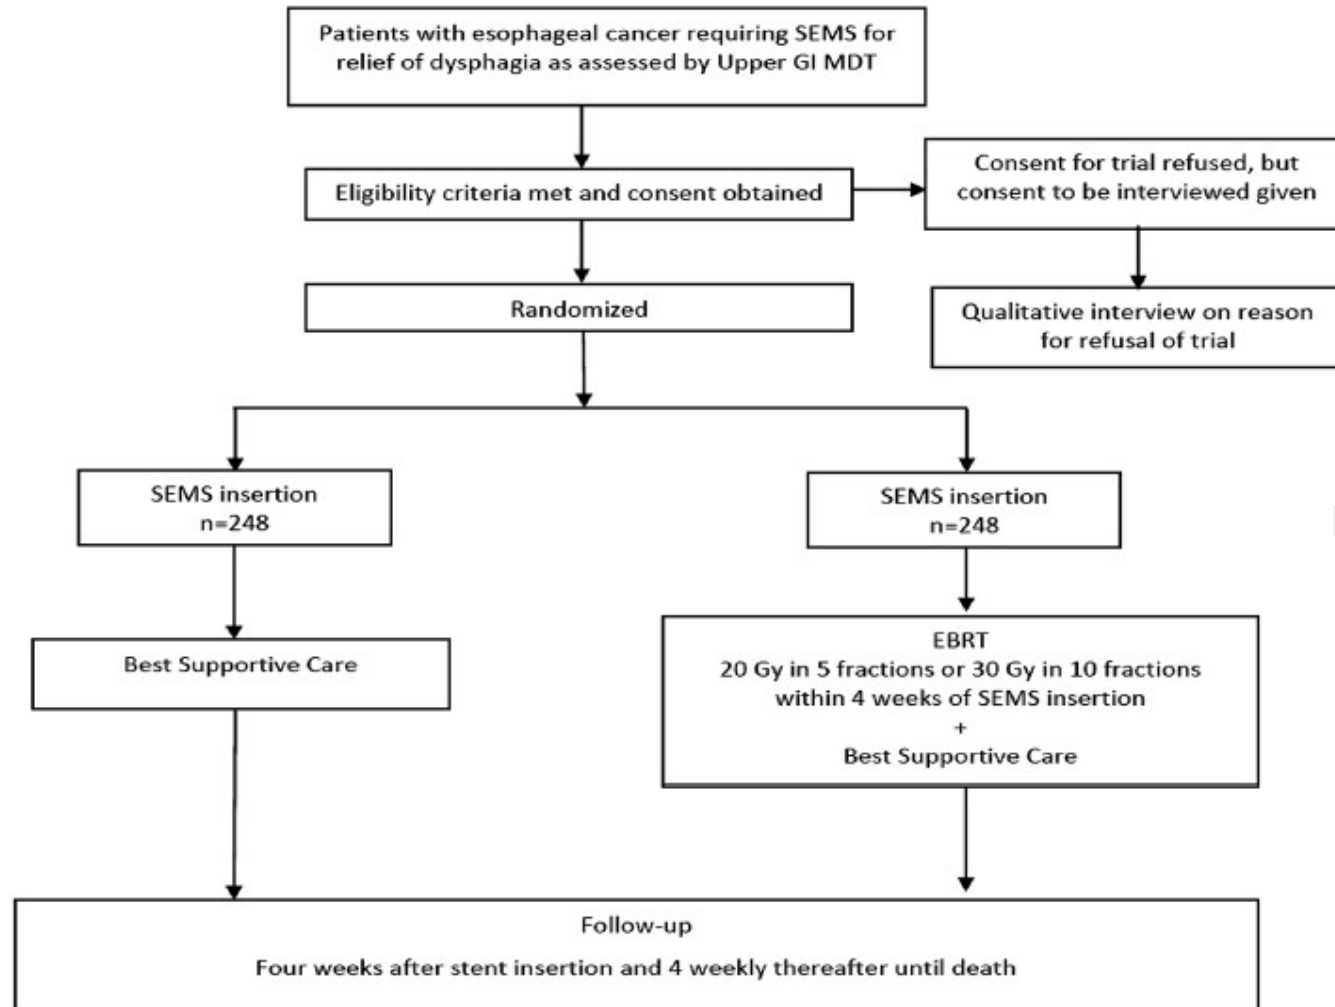 Patients with esophageal cancer requiring SEMS for
relief of dysphagia as assessed by Upper GI MDT
Eligibility criteria met and consent obtained
Consent for trial refused, but
consent to be interviewed given
Qualitative interview on reason
for refusal of trial
Randomized
SEMS insertion
n=248
SEMS insertion
n=248
Best Supportive Care
EBRT
20 Gy in 5 fractions or 30 Gy in 10 fractions
within 4 weeks of SEMS insertion
+
Best Supportive Care
Follow-up
Four weeks after stent insertion and 4 weekly thereafter until death